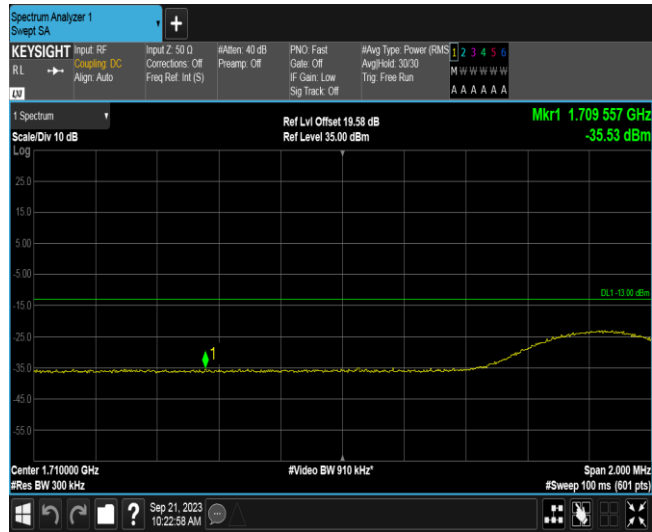 Spectrum Analyzer 1
Swept SA
KEYSIGHT
RL
LXI
Input: RF
Coupling: DC
Align: Auto
Input Z: 50 Ω
Corrections: Off
Freq Ref: Int (S)
#Atten: 40 dB
Preamp: Off
PNO: Fast
Gate: Off
IF Gain: Low
Sig Track: Off
#Avg Type: Power (RMS
Avg|Hold: 30/30
Trig: Free Run
1 2 3 4 5 6
M W W W W W
A A A A A A
1 Spectrum
Scale/Div 10 dB
Ref Lvl Offset 19.58 dB
Ref Level 35.00 dBm
Mkr1 1.709 557 GHz
-35.53 dBm
Log
25.0
15.0
5.00
-5.00
DL1 -13.00 dBm
-15.0
-25.0
1
-35.0
-45.0
-55.0
Center 1.710000 GHz
#Res BW 300 kHz
#Video BW 910 kHz*
Span 2.000 MHz
#Sweep 100 ms (601 pts)
?
Sep 21, 2023
10:22:58 AM